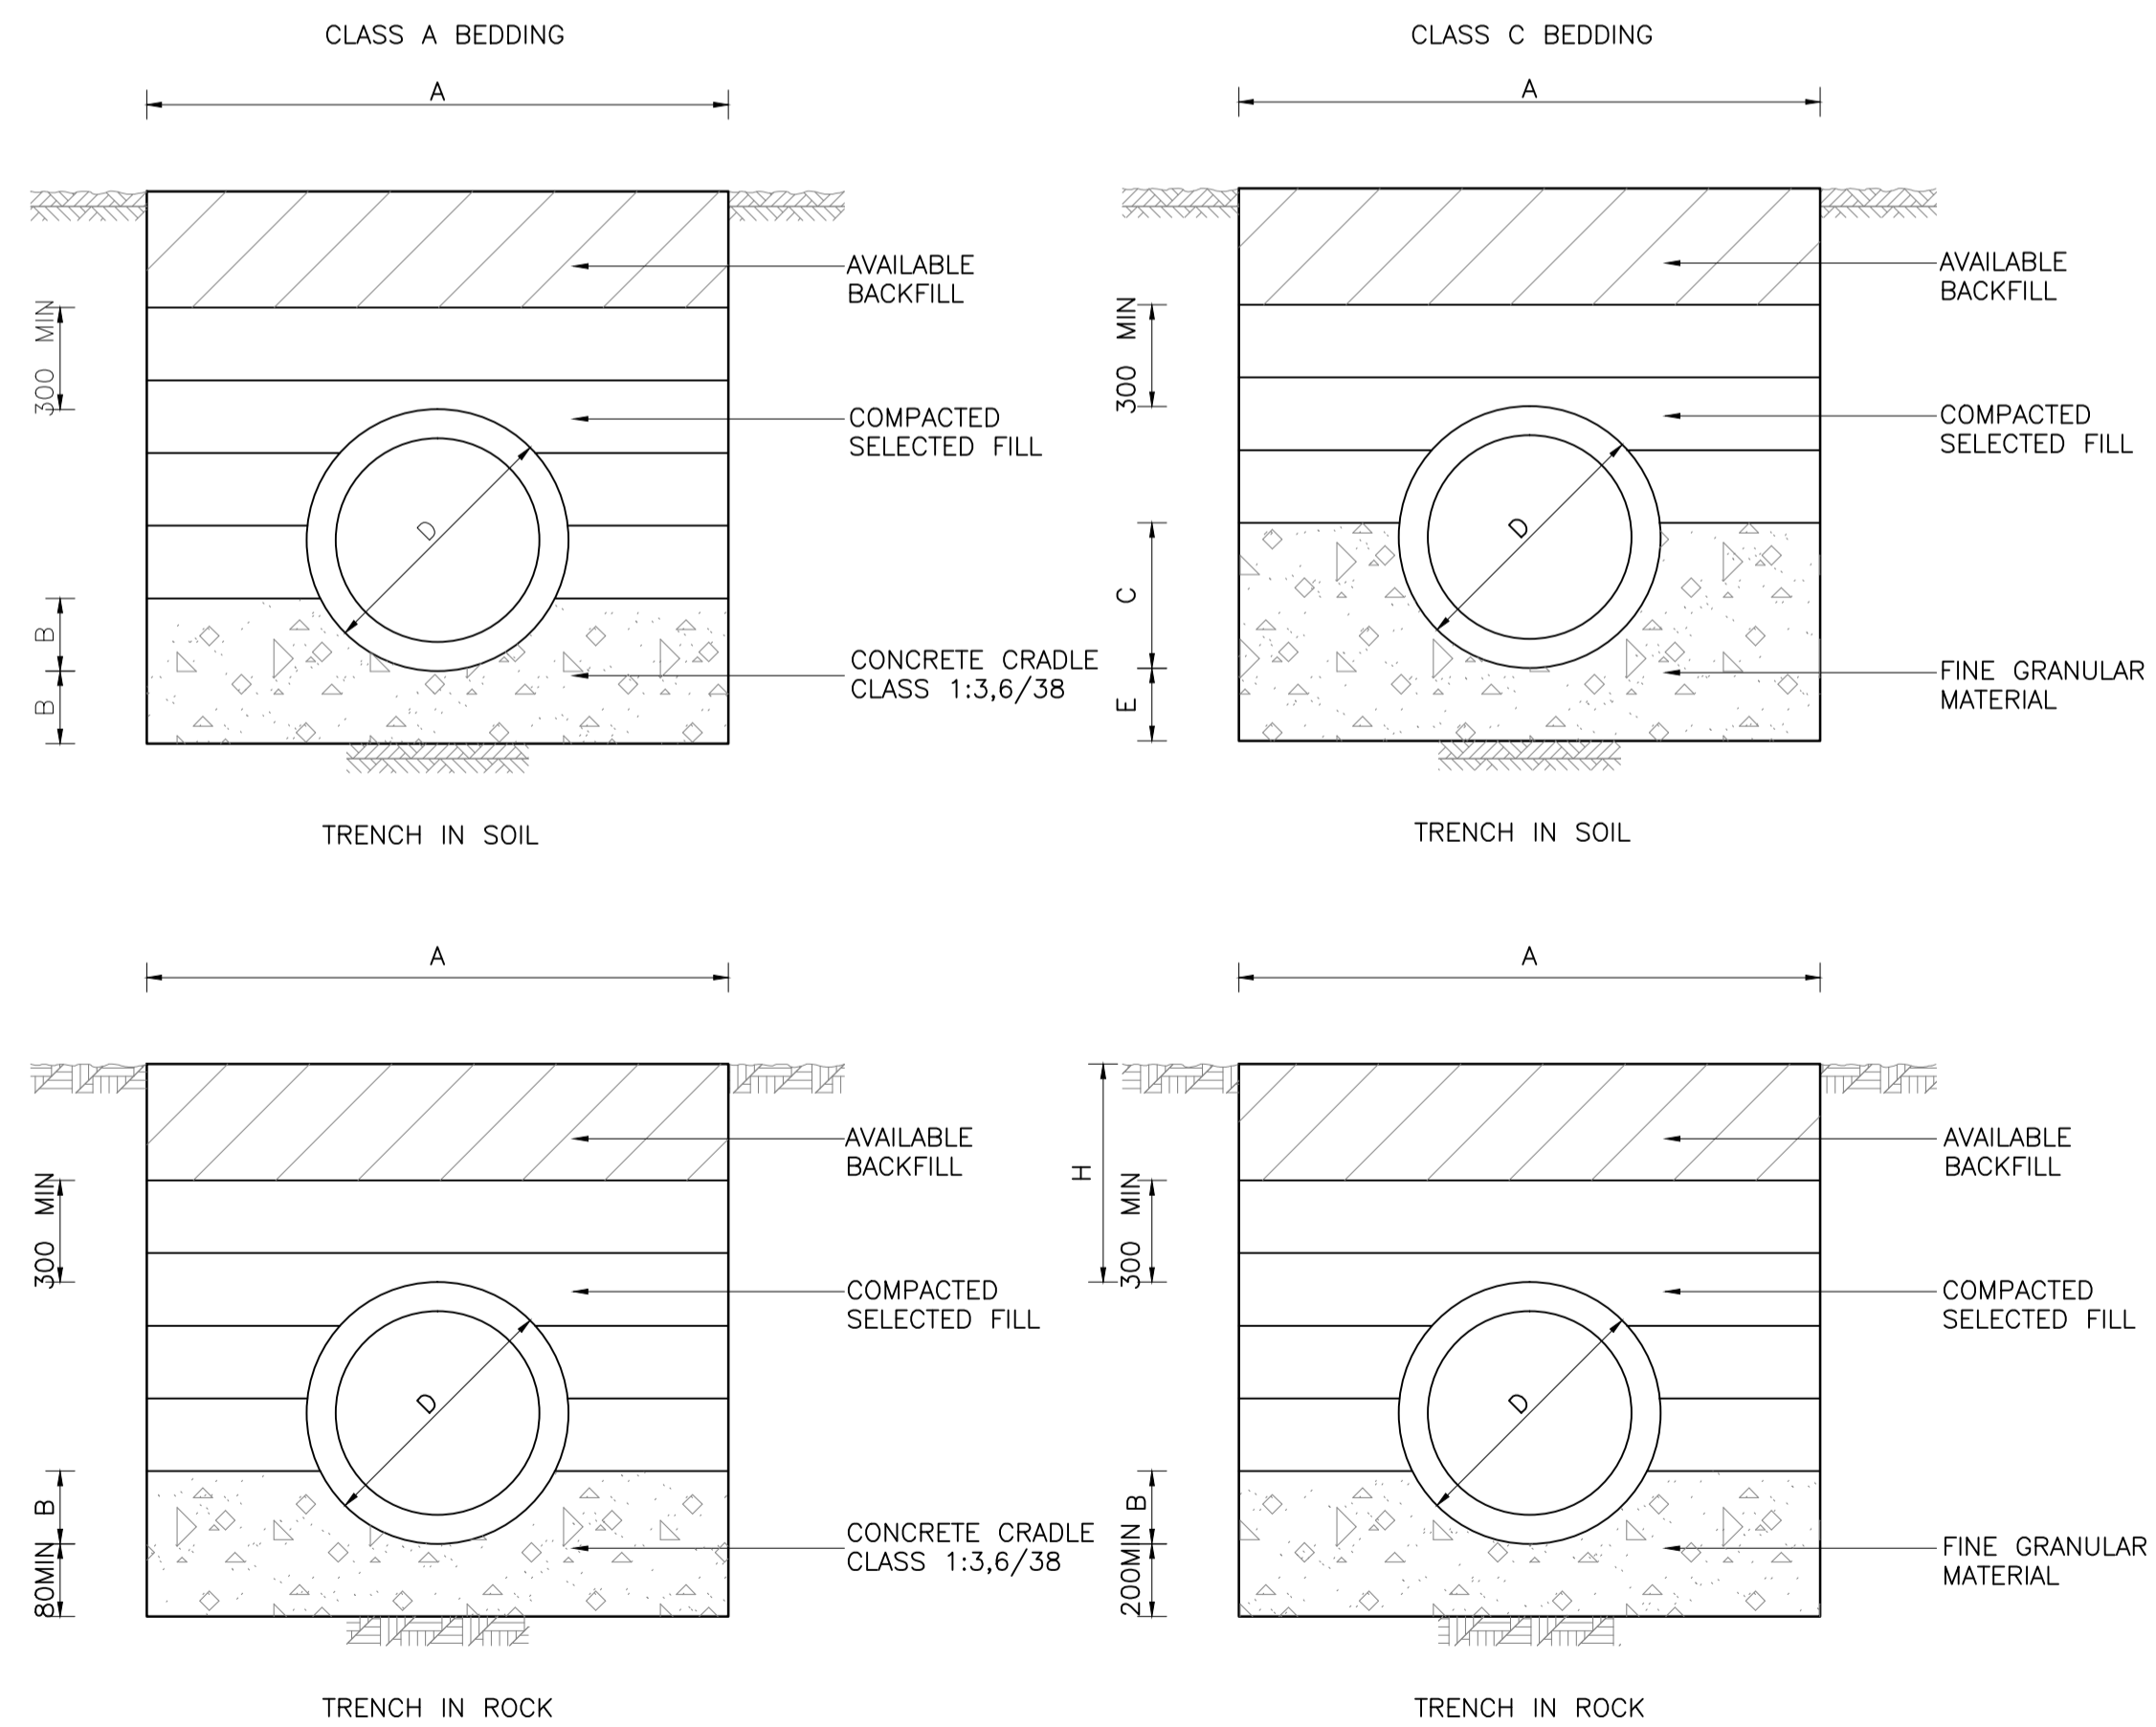 CLASS A BEDDING
A
300 MIN
B
B
D
AVAILABLE
BACKFILL
COMPACTED
SELECTED FILL
CONCRETE CRADLE
CLASS 1:3,6/38
TRENCH IN SOIL
CLASS C BEDDING
A
300 MIN
C
E
D
AVAILABLE
BACKFILL
COMPACTED
SELECTED FILL
FINE GRANULAR
MATERIAL
TRENCH IN SOIL
A
300 MIN
B
80MIN
D
AVAILABLE
BACKFILL
COMPACTED
SELECTED FILL
CONCRETE CRADLE
CLASS 1:3,6/38
TRENCH IN ROCK
A
H
300 MIN
B
200MIN
D
AVAILABLE
BACKFILL
COMPACTED
SELECTED FILL
FINE GRANULAR
MATERIAL
TRENCH IN ROCK